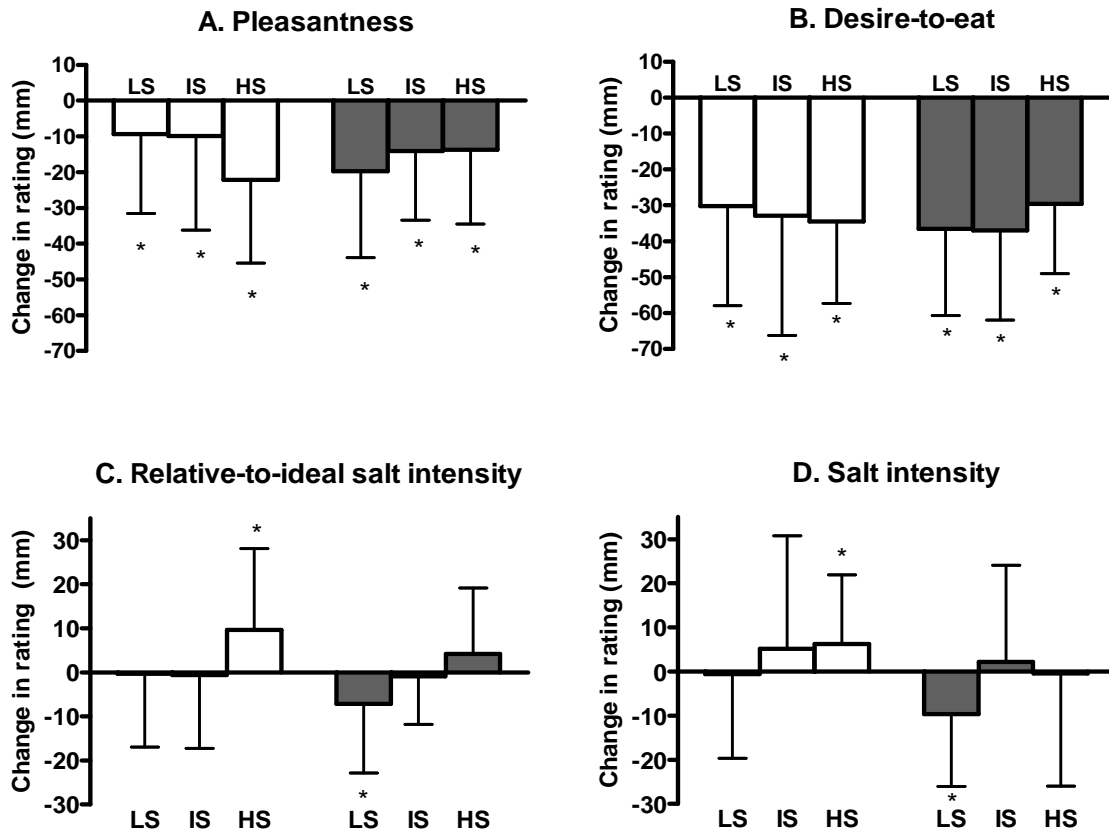 A. Pleasantness
Change in rating (mm)
10
0
-10
-20
-30
-40
-50
-60
-70
LS IS HS LS IS HS
* * * * * *
B. Desire-to-eat
Change in rating (mm)
10
0
-10
-20
-30
-40
-50
-60
-70
LS IS HS LS IS HS
* * * * * *
C. Relative-to-ideal salt intensity
Change in rating (mm)
30
20
10
0
-10
-20
-30
* *
LS IS HS LS IS HS
D. Salt intensity
Change in rating (mm)
30
20
10
0
-10
-20
-30
* *
LS IS HS LS IS HS